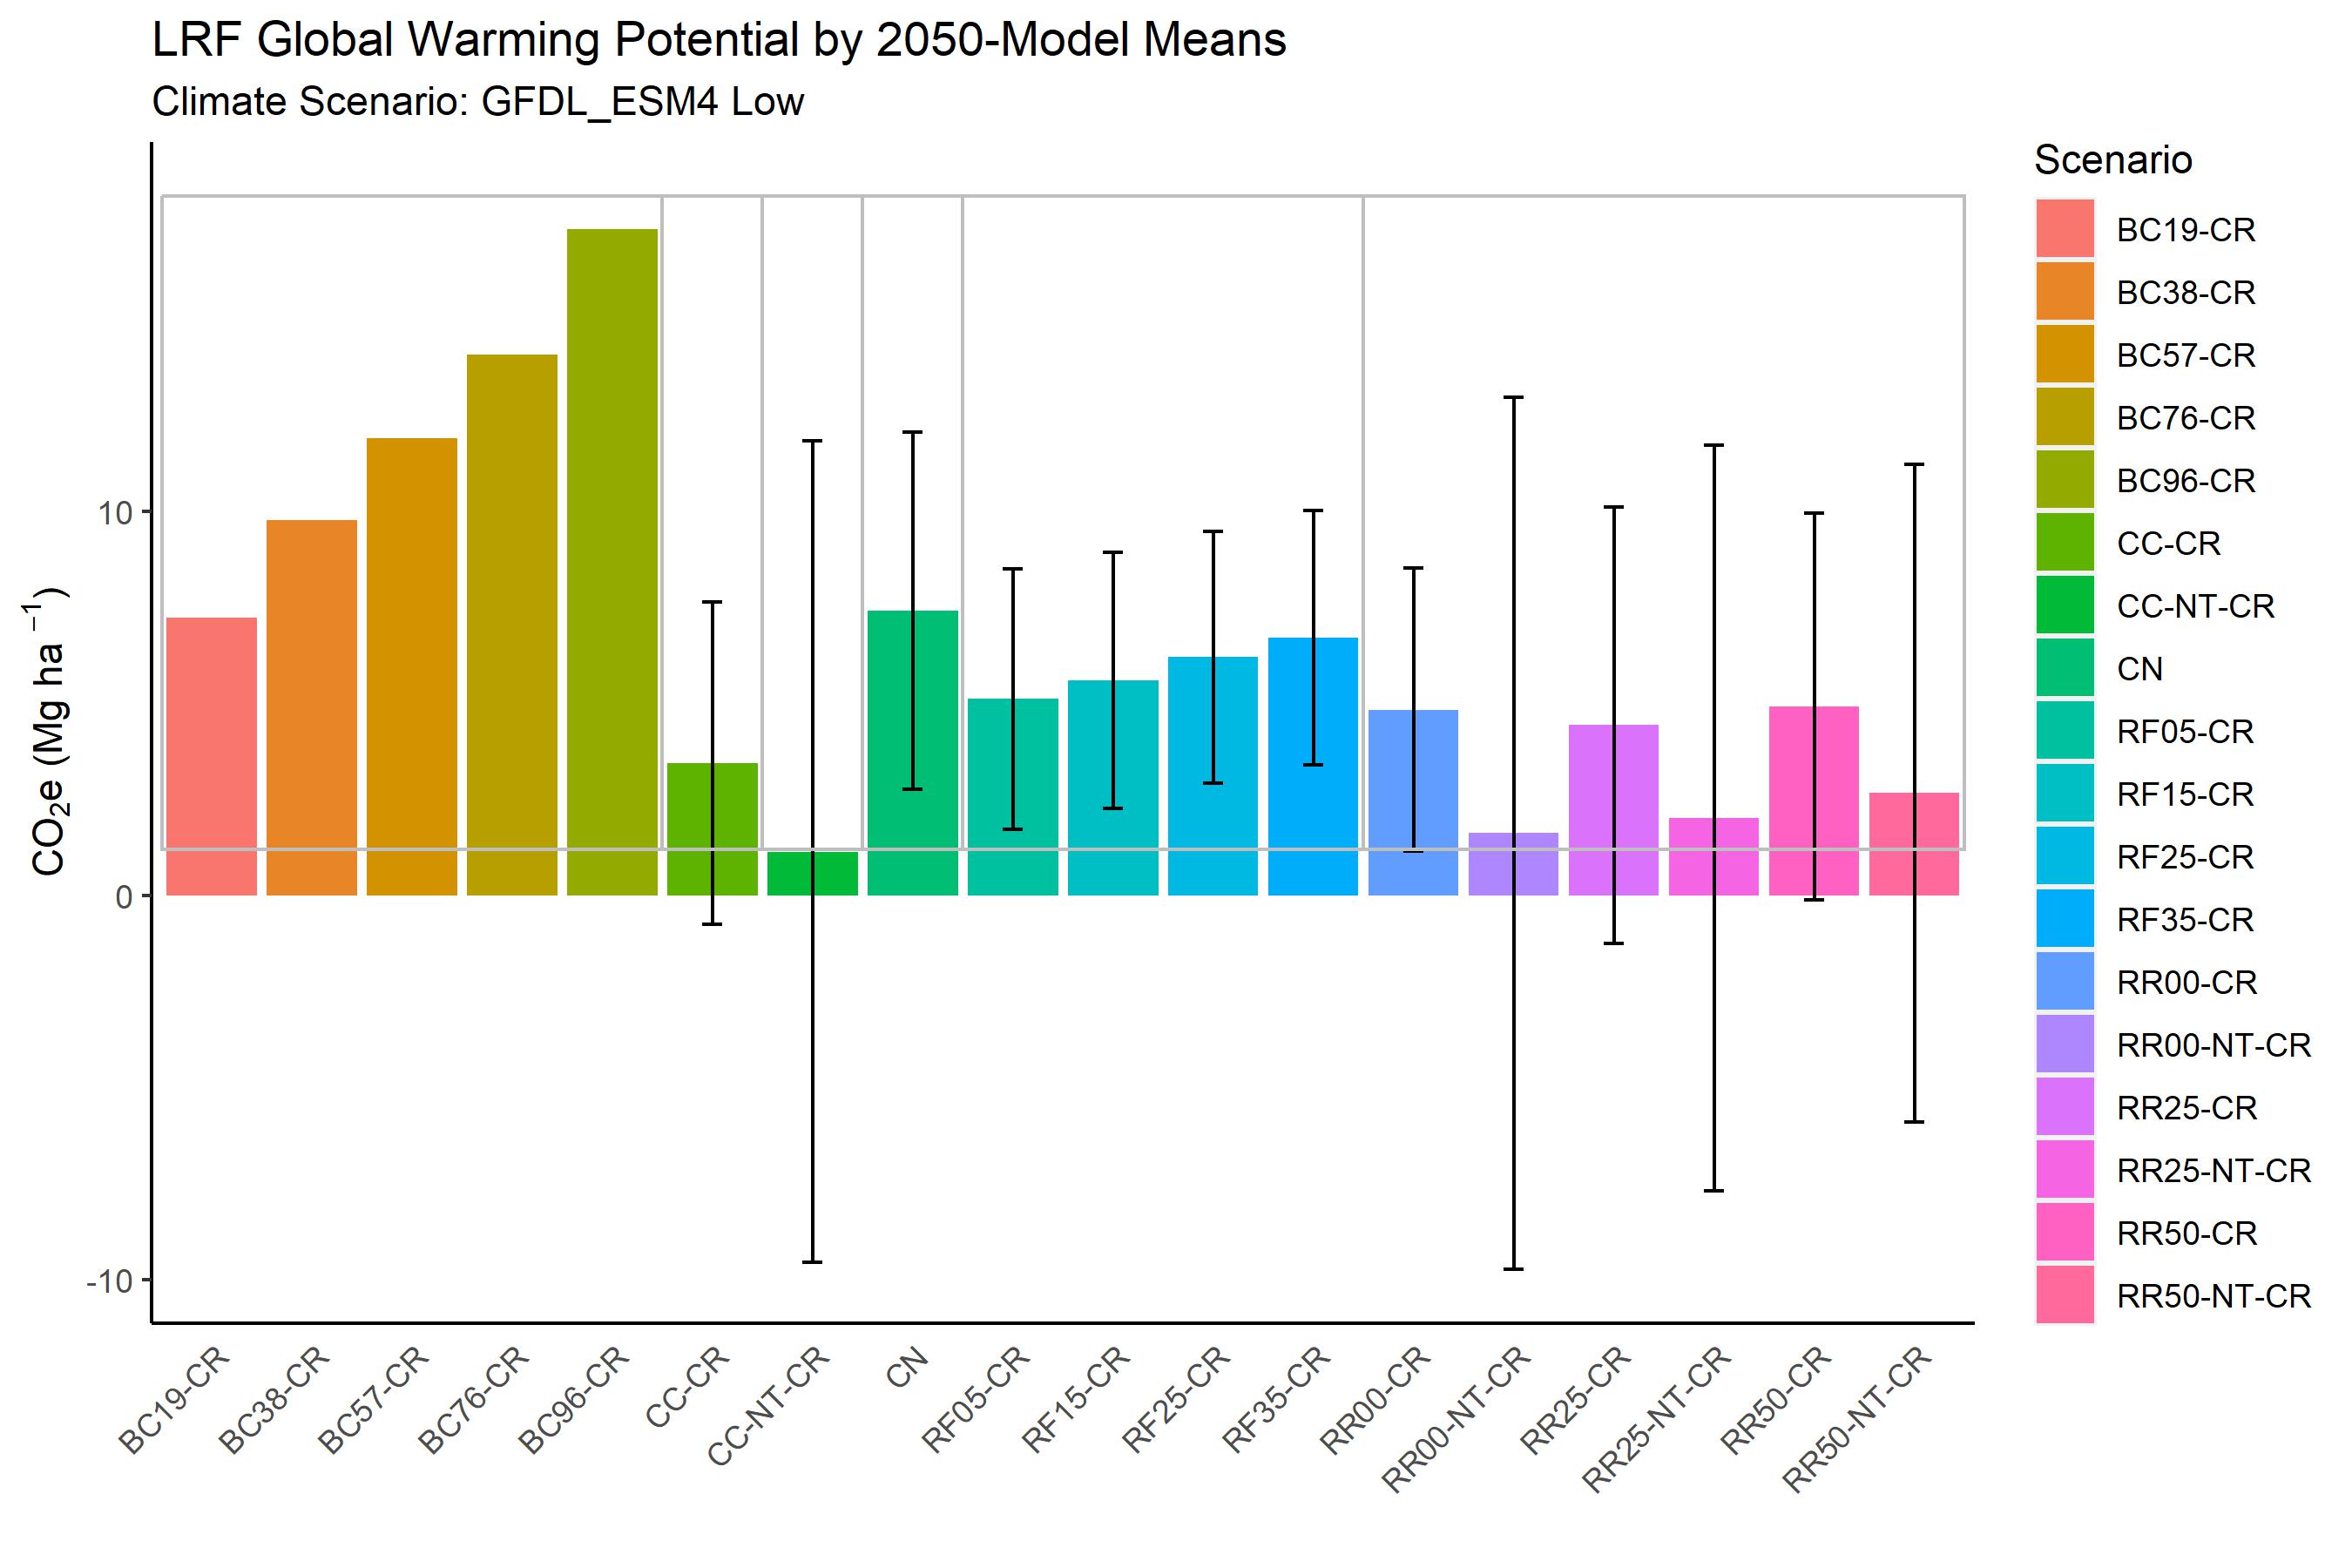 LRF Global Warming Potential by 2050-Model Means
Climate Scenario: GFDL_ESM4 Low
CO₂e (Mg ha ⁻¹)
10
0
-10
BC19-CR
BC38-CR
BC57-CR
BC76-CR
BC96-CR
CC-CR
CC-NT-CR
CN
RF05-CR
RF15-CR
RF25-CR
RF35-CR
RR00-CR
RR00-NT-CR
RR25-CR
RR25-NT-CR
RR50-CR
RR50-NT-CR
Scenario
BC19-CR
BC38-CR
BC57-CR
BC76-CR
BC96-CR
CC-CR
CC-NT-CR
CN
RF05-CR
RF15-CR
RF25-CR
RF35-CR
RR00-CR
RR00-NT-CR
RR25-CR
RR25-NT-CR
RR50-CR
RR50-NT-CR